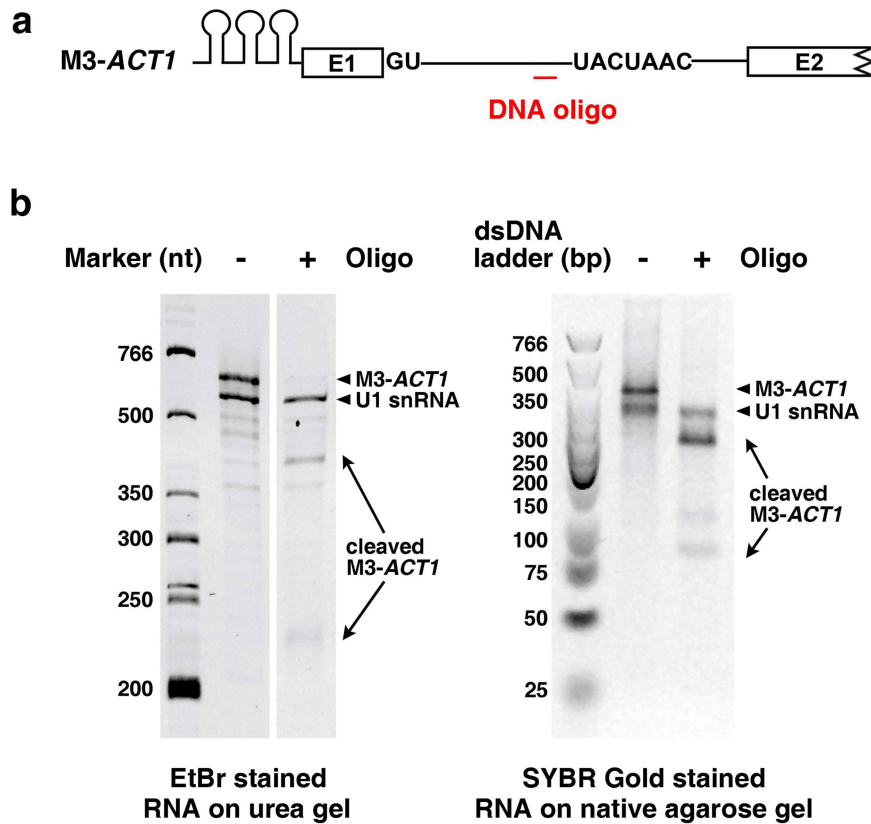 a
M3-ACT1 E1 GU UACUAAC E2
DNA oligo
b
Marker (nt) - + Oligo
766
500
350
300
250
200
M3-ACT1
U1 snRNA
cleaved
M3-ACT1
EtBr stained
RNA on urea gel
dsDNA
ladder (bp) - + Oligo
766
500
350
300
250
200
150
100
75
50
25
M3-ACT1
U1 snRNA
cleaved
M3-ACT1
SYBR Gold stained
RNA on native agarose gel